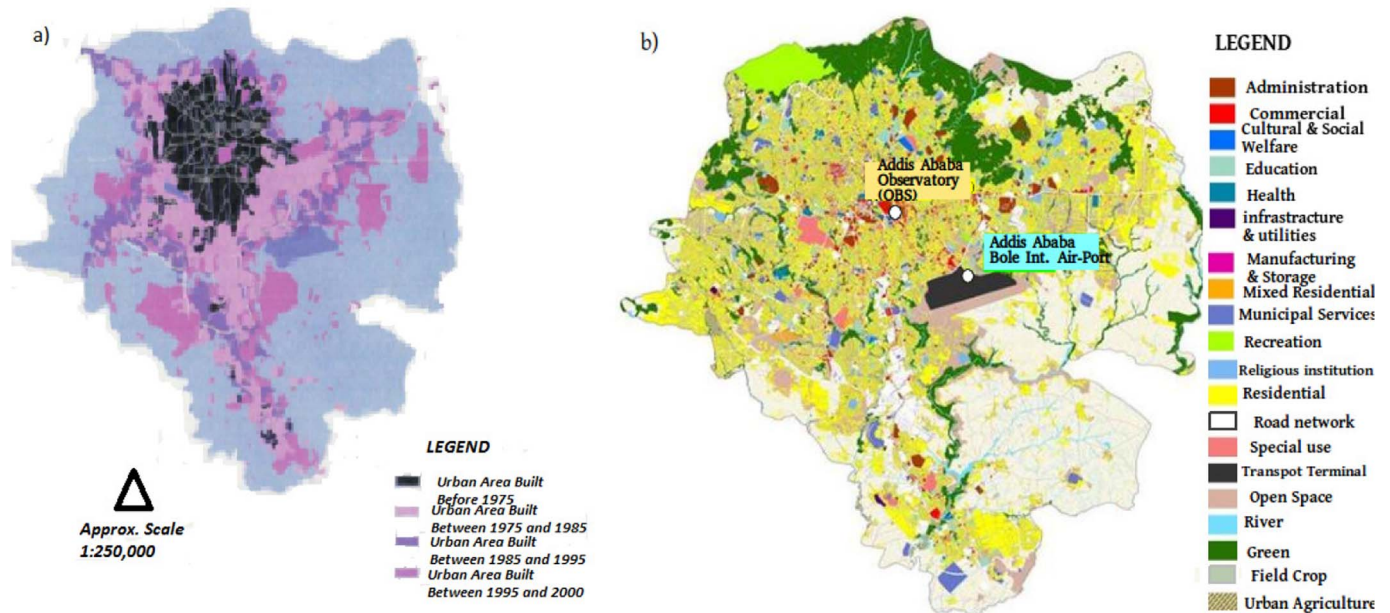 a)
LEGEND
Urban Area Built
Before 1975
Urban Area Built
Between 1975 and 1985
Urban Area Built
Between 1985 and 1995
Urban Area Built
Between 1995 and 2000
Approx. Scale
1:250,000
b)
Addis Ababa
Observatory
(OBS)
Addis Ababa
Bole Int. Air-Port
LEGEND
Administration
Commercial
Cultural & Social
Welfare
Education
Health
infrastracture
& utilities
Manufacturing
& Storage
Mixed Residential
Municipal Services
Recreation
Religious institution
Residential
Road network
Special use
Transpot Terminal
Open Space
River
Green
Field Crop
Urban Agriculture